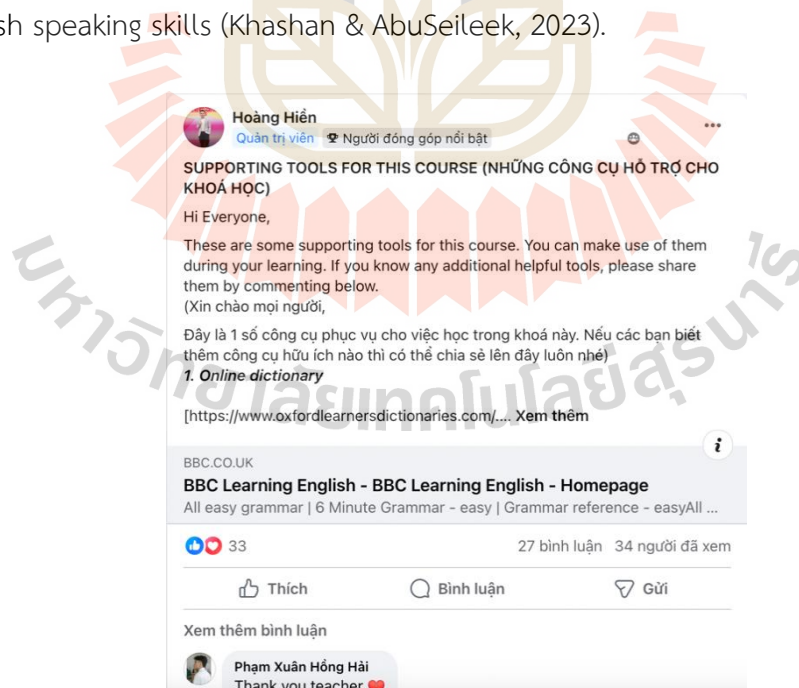 sh speaking skills (Khashan & AbuSeileek, 2023).
Hoàng Hiển
Quản trị viên Người đóng góp nổi bật
SUPPORTING TOOLS FOR THIS COURSE (NHỮNG CÔNG CỤ HỖ TRỢ CHO
KHOÁ HỌC)
Hi Everyone,
These are some supporting tools for this course. You can make use of them
during your learning. If you know any additional helpful tools, please share
them by commenting below.
(Xin chào mọi người,
Đây là 1 số công cụ phục vụ cho việc học trong khoá này. Nếu các bạn biết
thêm công cụ hữu ích nào thì có thể chia sẻ lên đây luôn nhé)
1. Online dictionary
[https://www.oxfordlearnersdictionaries.com/.... Xem thêm
BBC.CO.UK
BBC Learning English - BBC Learning English - Homepage
All easy grammar | 6 Minute Grammar - easy | Grammar reference - easyAll ...
33
27 bình luận 34 người đã xem
Thích Bình luận Gửi
Xem thêm bình luận
Phạm Xuân Hồng Hải
Thank you teacher ❤️